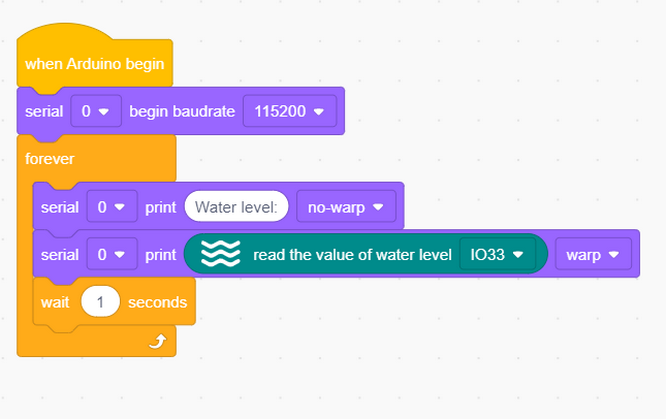 when Arduino begin
serial 0 begin baudrate 115200
forever
serial 0 print Water level: no-warp
serial 0 print read the value of water level IO33 warp
wait 1 seconds